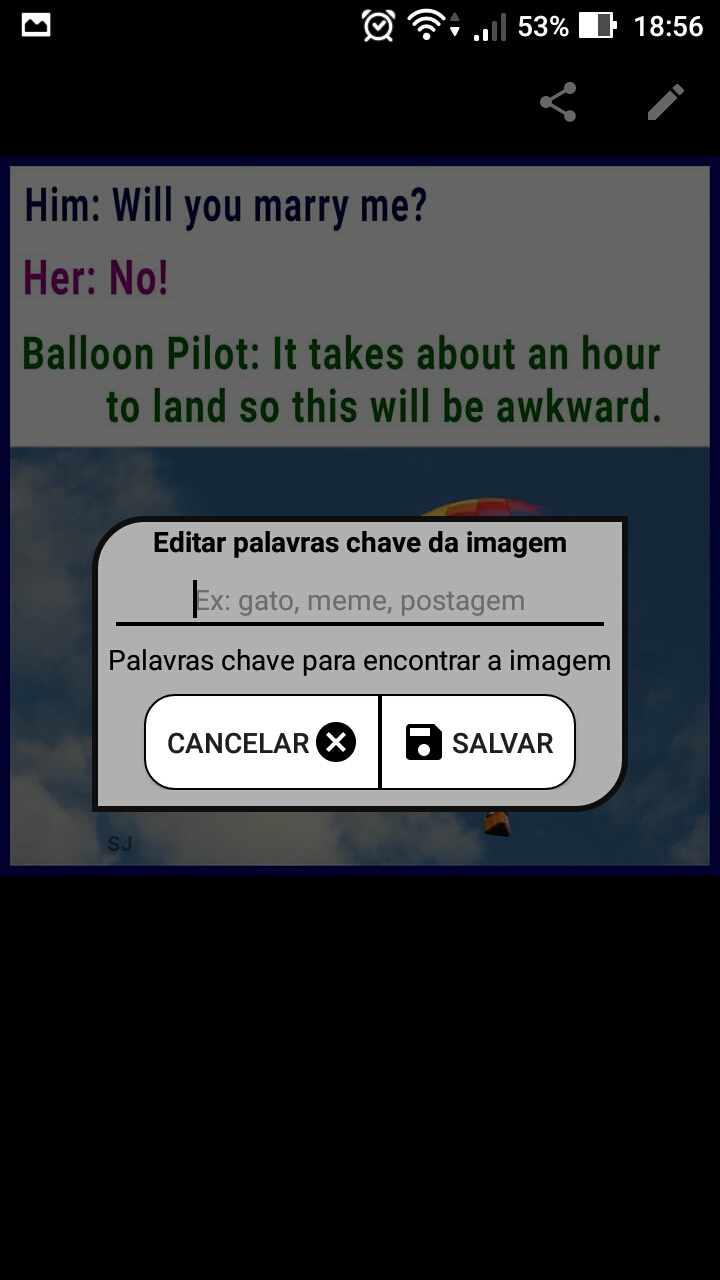 53% 18:56
Him: Will you marry me?
Her: No!
Balloon Pilot: It takes about an hour
to land so this will be awkward.
Editar palavras chave da imagem
Ex: gato, meme, postagem
Palavras chave para encontrar a imagem
CANCELAR SALVAR
SJ